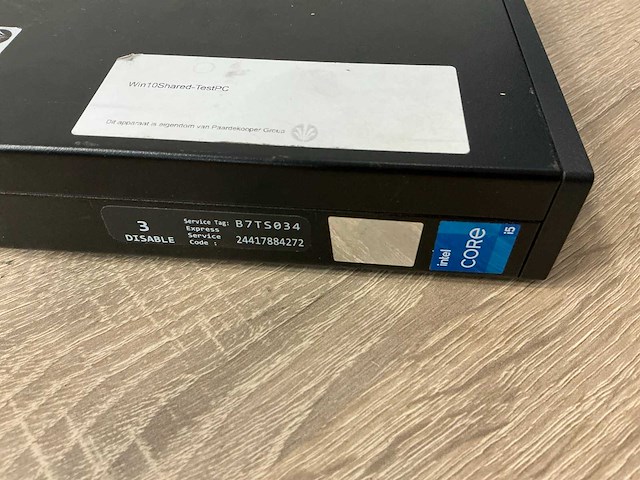 Win10Shared-TestPC
Dit apparaat is eigendom van Paardekooper Group
3
DISABLE
Service Tag: B7TS034
Express
Service
Code : 24417884272
intel
CORE
i5